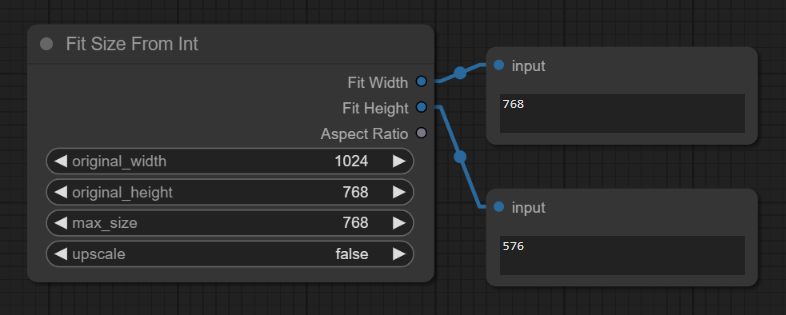 Fit Size From Int
Fit Width
Fit Height
Aspect Ratio
original_width 1024
original_height 768
max_size 768
upscale false
input
768
input
576